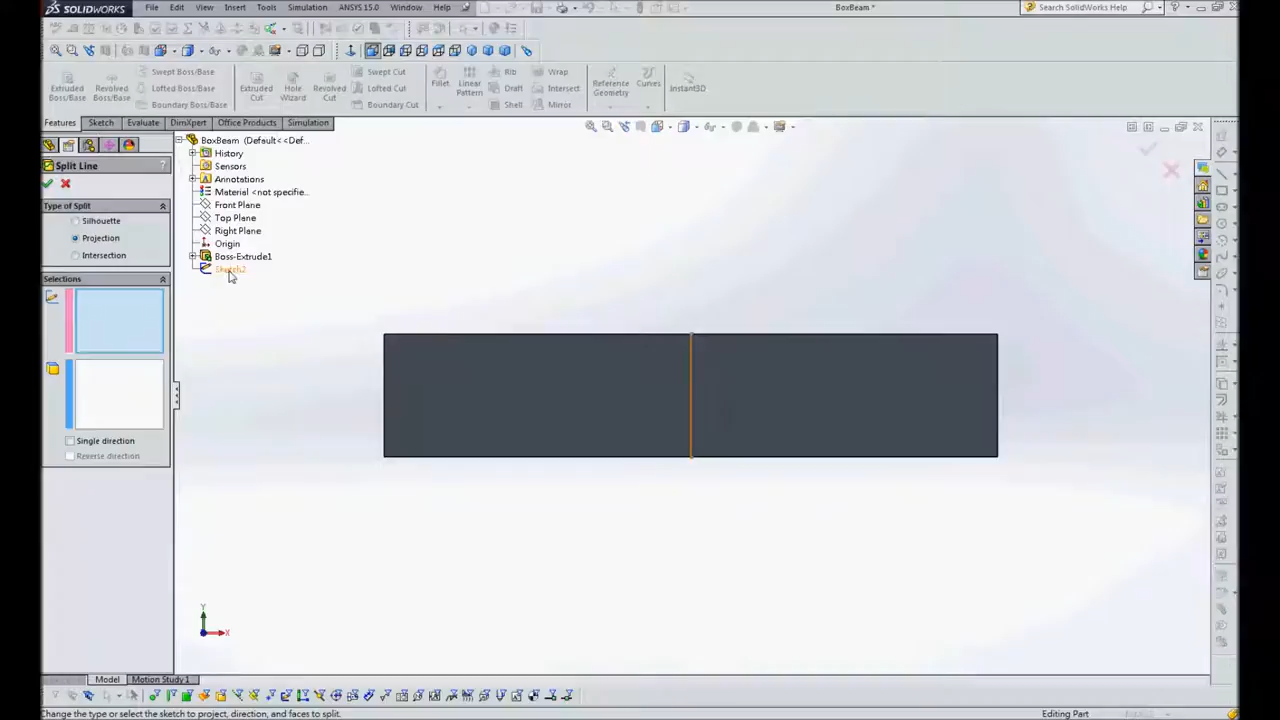 SOLIDWORKS File Edit View Insert Tools Simulation ANSYS 15.0 Window Help BoxBeam * Search SolidWorks Help
Extruded Boss/Base
Revolved Boss/Base
Swept Boss/Base
Lofted Boss/Base
Boundary Boss/Base
Extruded Cut
Hole Wizard
Revolved Cut
Swept Cut
Lofted Cut
Boundary Cut
Fillet
Linear Pattern
Rib
Draft
Shell
Wrap
Intersect
Mirror
Reference Geometry
Curves
Instant3D
Features Sketch Evaluate DimXpert Office Products Simulation
Split Line ?
Type of Split
Silhouette
Projection
Intersection
Selections
Single direction
Reverse direction
BoxBeam (Default<<Def...
History
Sensors
Annotations
Material <not specifie...
Front Plane
Top Plane
Right Plane
Origin
Boss-Extrude1
Sketch2
Y
X
Model Motion Study 1
Change the type or select the sketch to project, direction, and faces to split. Editing Part